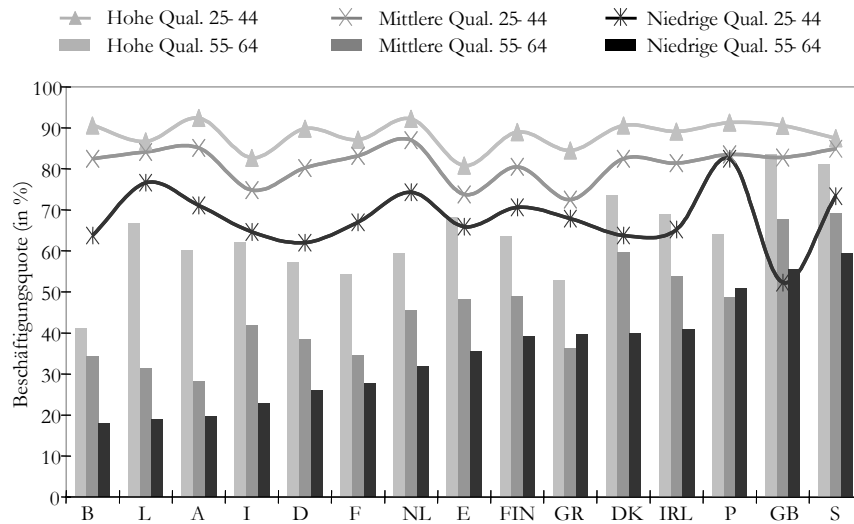 Hohe Qual. 25- 44 Mittlere Qual. 25- 44 Niedrige Qual. 25- 44
Hohe Qual. 55- 64 Mittlere Qual. 55- 64 Niedrige Qual. 55- 64
Beschäftigungsquote (in %)
100
90
80
70
60
50
40
30
20
10
0
B L A I D F NL E FIN GR DK IRL P GB S